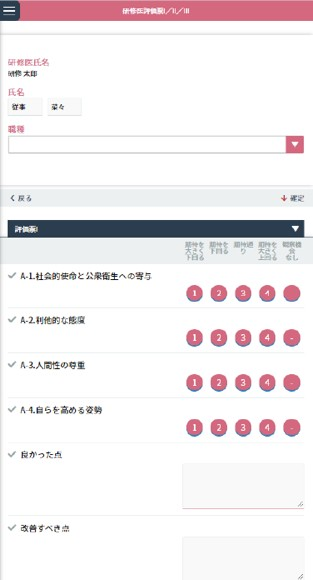 研修医評価票I/II/III
研修医氏名
研修 太郎
氏名
従事 菜々
職種
戻る 確定
評価票I
期待を大きく下回る 期待を下回る 期待通り 期待を大きく上回る 観察機会なし
A-1.社会的使命と公衆衛生への寄与
1 2 3 4 -
A-2.利他的な態度
1 2 3 4 -
A-3.人間性の尊重
1 2 3 4 -
A-4.自らを高める姿勢
1 2 3 4 -
良かった点
改善すべき点